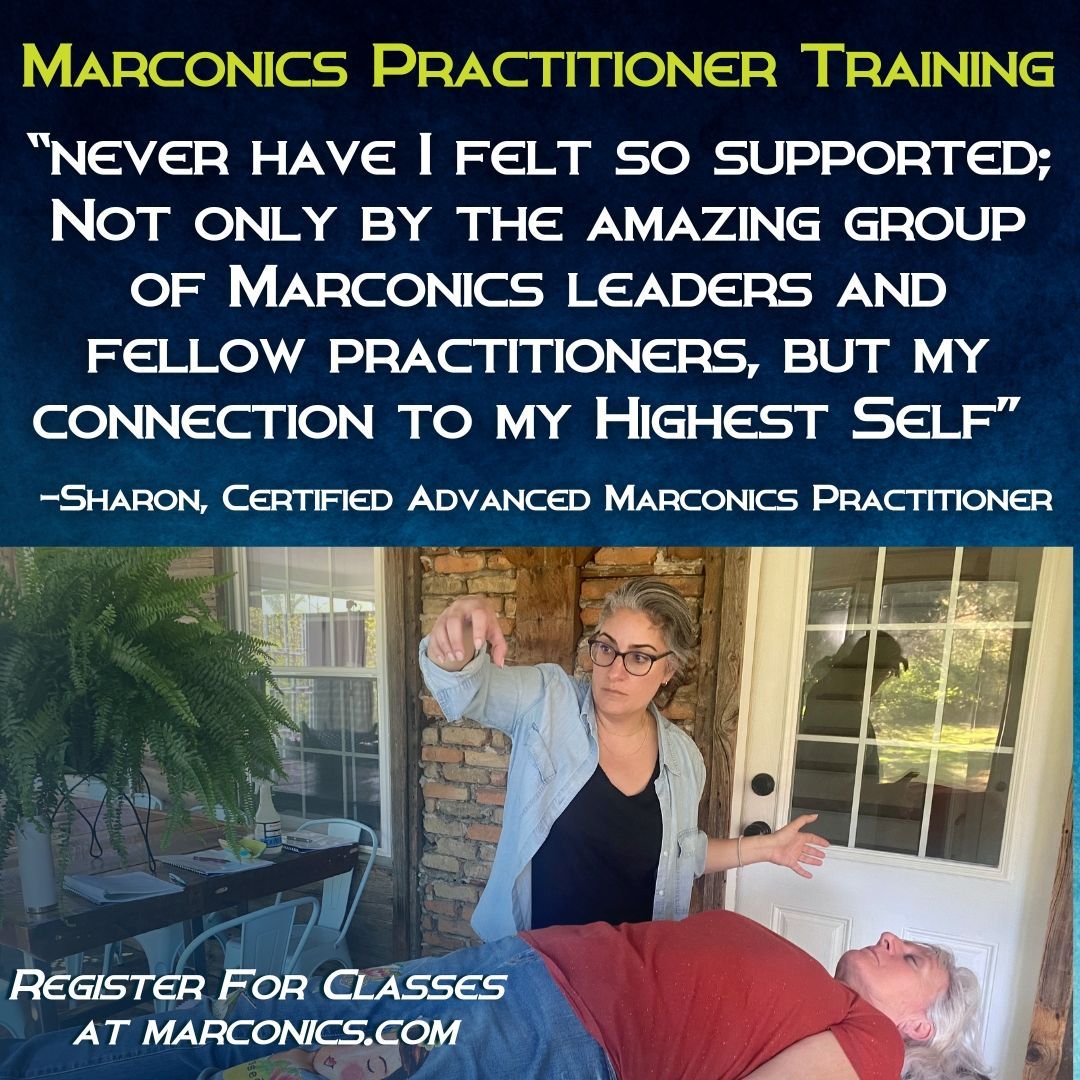 Marconics Practitioner Training
“never have I felt so supported;
Not only by the amazing group
of Marconics leaders and
fellow practitioners, but my
connection to my Highest Self”
-Sharon, Certified Advanced Marconics Practitioner
Register For Classes
at marconics.com